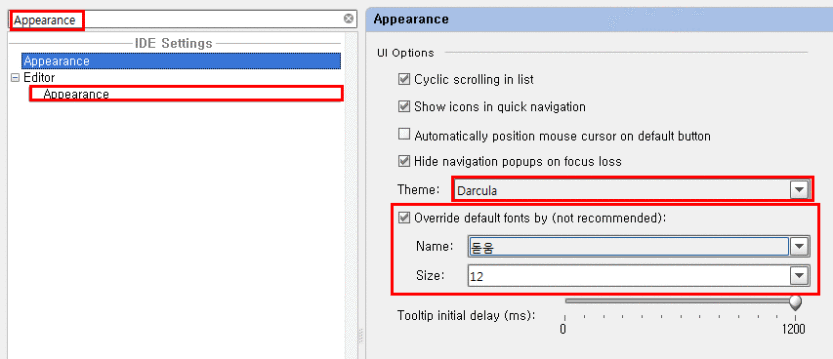 Appearance
IDE Settings
Appearance
Editor
Appearance
Appearance
UI Options
Cyclic scrolling in list
Show icons in quick navigation
Automatically position mouse cursor on default button
Hide navigation popups on focus loss
Theme: Darcula
Override default fonts by (not recommended):
Name: 돋움
Size: 12
Tooltip initial delay (ms):
0 1200